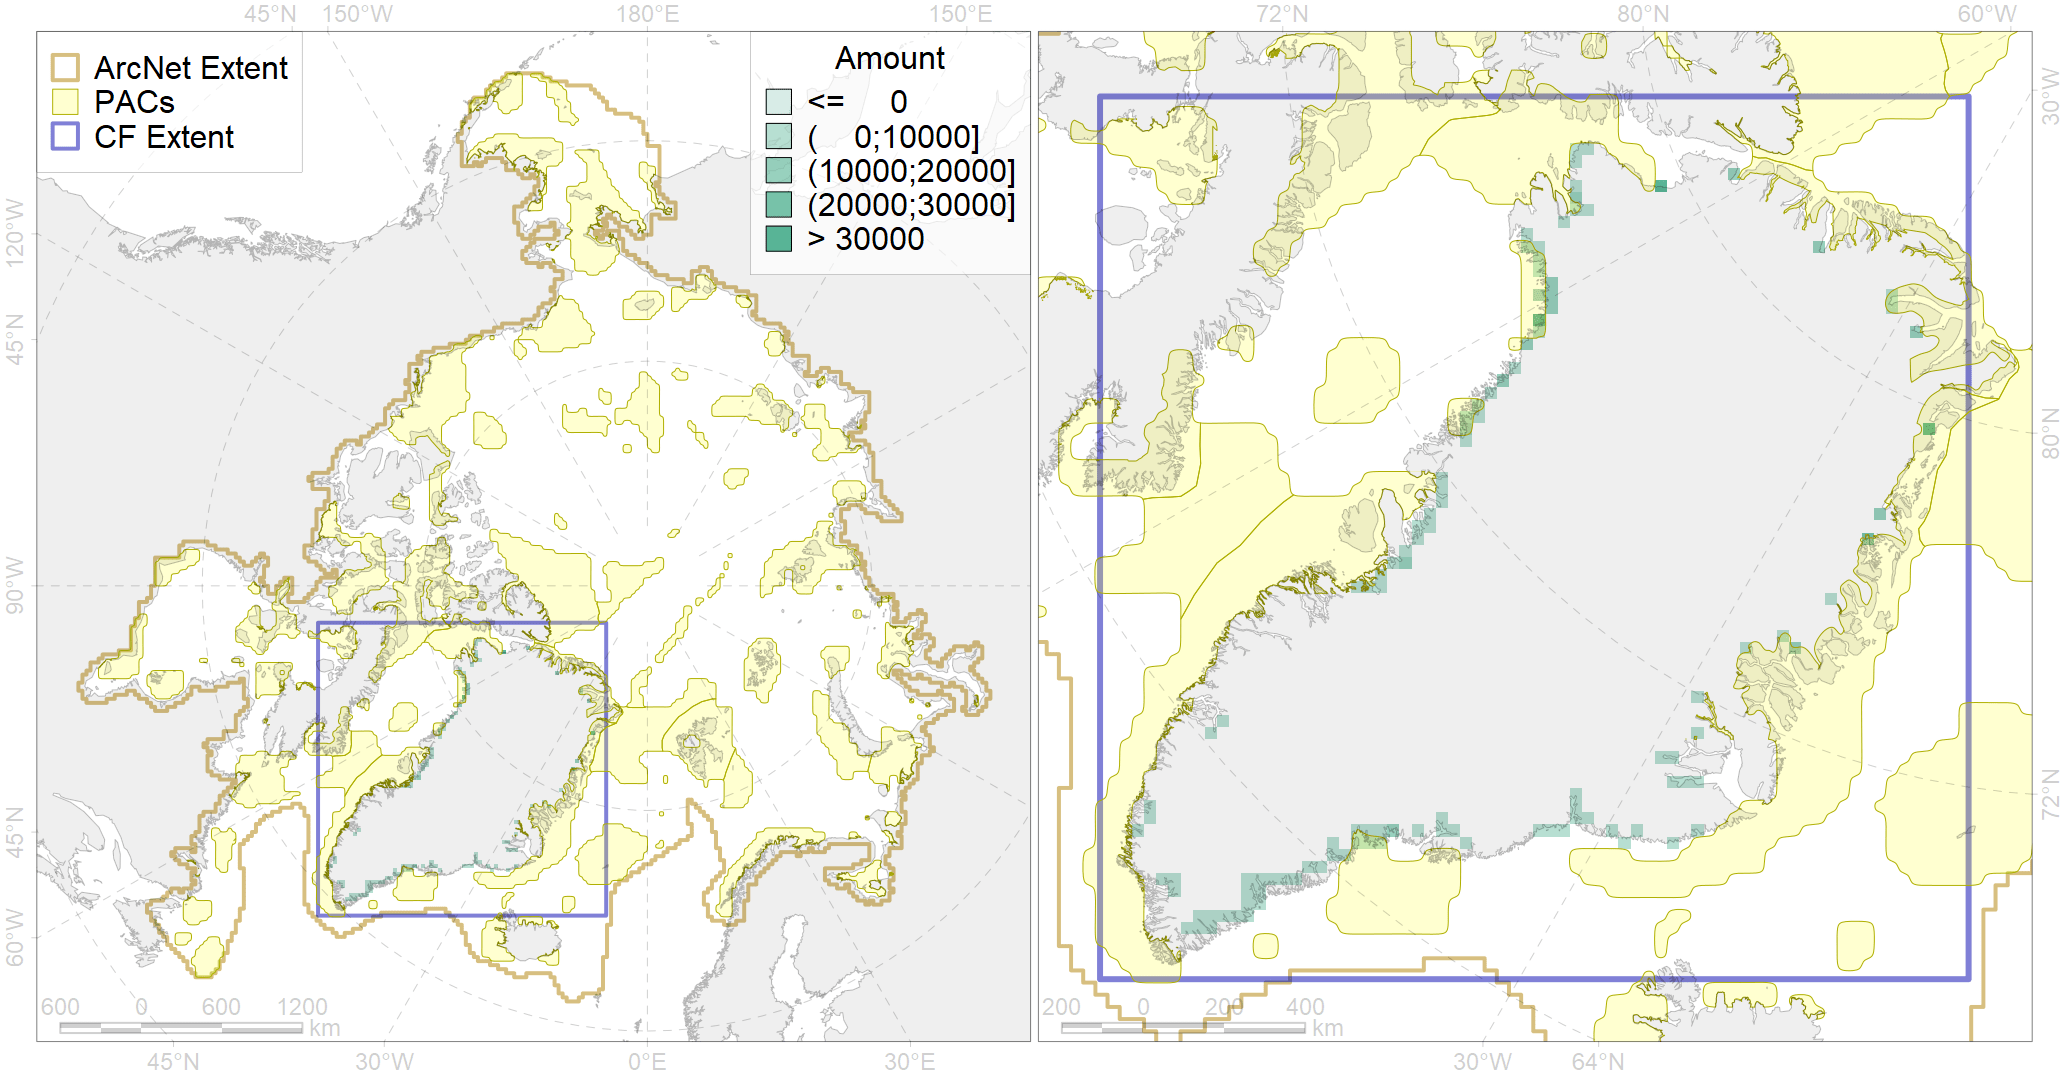 45°N 150°W 180°E 150°E 72°N 80°N 60°W
ArcNet Extent
PACs
CF Extent
Amount
<= 0
( 0;10000]
(10000;20000]
(20000;30000]
> 30000
120°W
45°N
90°W
45°N
60°W
30°W
80°N
72°N
600 0 600 1200
km
200 0 200 400
km
45°N 30°W 0°E 30°E 30°W 64°N